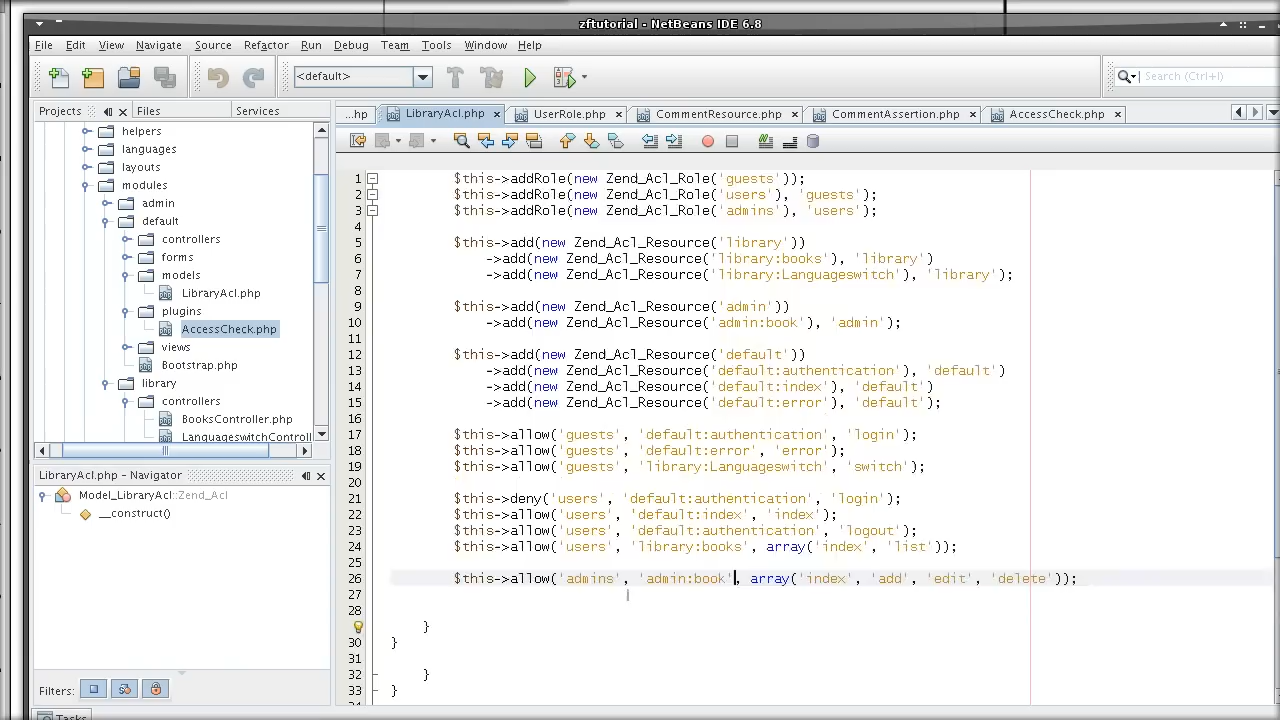 zftutorial - NetBeans IDE 6.8
File Edit View Navigate Source Refactor Run Debug Team Tools Window Help
<default>
Search (Ctrl+I)
Projects Files Services
...hp LibraryAcl.php UserRole.php CommentResource.php CommentAssertion.php AccessCheck.php
helpers
languages
layouts
modules
admin
default
controllers
forms
models
LibraryAcl.php
plugins
AccessCheck.php
views
Bootstrap.php
library
controllers
BooksController.php
LanguageswitchControll
LibraryAcl.php - Navigator
Model_LibraryAcl::Zend_Acl
__construct()
Filters:
Tasks
1 $this->addRole(new Zend_Acl_Role('guests'));
2 $this->addRole(new Zend_Acl_Role('users'), 'guests');
3 $this->addRole(new Zend_Acl_Role('admins'), 'users');
4
5 $this->add(new Zend_Acl_Resource('library'))
6 ->add(new Zend_Acl_Resource('library:books'), 'library')
7 ->add(new Zend_Acl_Resource('library:Languageswitch'), 'library');
8
9 $this->add(new Zend_Acl_Resource('admin'))
10 ->add(new Zend_Acl_Resource('admin:book'), 'admin');
11
12 $this->add(new Zend_Acl_Resource('default'))
13 ->add(new Zend_Acl_Resource('default:authentication'), 'default')
14 ->add(new Zend_Acl_Resource('default:index'), 'default')
15 ->add(new Zend_Acl_Resource('default:error'), 'default');
16
17 $this->allow('guests', 'default:authentication', 'login');
18 $this->allow('guests', 'default:error', 'error');
19 $this->allow('guests', 'library:Languageswitch', 'switch');
20
21 $this->deny('users', 'default:authentication', 'login');
22 $this->allow('users', 'default:index', 'index');
23 $this->allow('users', 'default:authentication', 'logout');
24 $this->allow('users', 'library:books', array('index', 'list'));
25
26 $this->allow('admins', 'admin:book', array('index', 'add', 'edit', 'delete'));
27
28
}
30 }
31
32 }
33 }